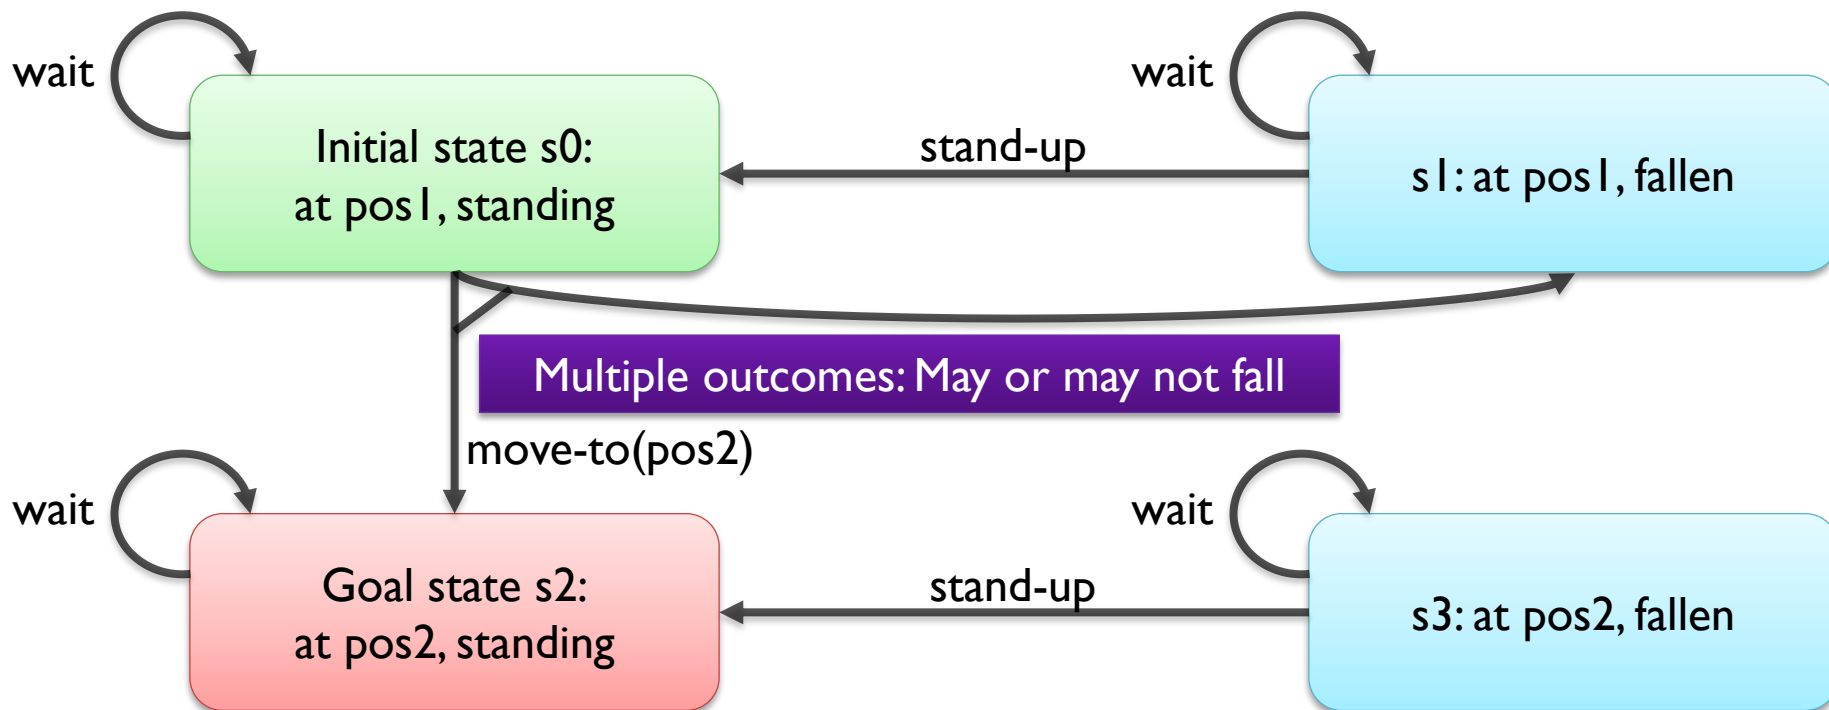 wait
wait
Initial state s0:
at pos1, standing
stand-up
s1: at pos1, fallen
Multiple outcomes: May or may not fall
move-to(pos2)
wait
wait
Goal state s2:
at pos2, standing
stand-up
s3: at pos2, fallen